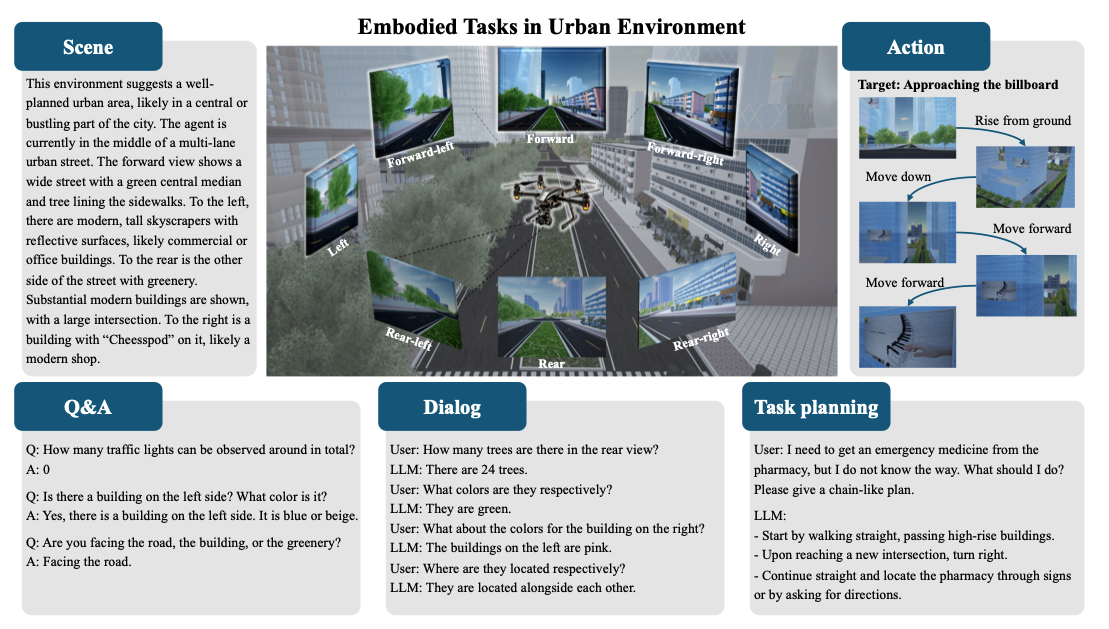 Embodied Tasks in Urban Environment
Scene
This environment suggests a well-
planned urban area, likely in a central or
bustling part of the city. The agent is
currently in the middle of a multi-lane
urban street. The forward view shows a
wide street with a green central median
and tree lining the sidewalks. To the left,
there are modern, tall skyscrapers with
reflective surfaces, likely commercial or
office buildings. To the rear is the other
side of the street with greenery.
Substantial modern buildings are shown,
with a large intersection. To the right is a
building with “Cheesspod” on it, likely a
modern shop.
Forward-left
Forward
Forward-right
Left
Right
Rear-left
Rear
Rear-right
Action
Target: Approaching the billboard
Rise from ground
Move down
Move forward
Move forward
Q&A
Q: How many traffic lights can be observed around in total?
A: 0
Q: Is there a building on the left side? What color is it?
A: Yes, there is a building on the left side. It is blue or beige.
Q: Are you facing the road, the building, or the greenery?
A: Facing the road.
Dialog
User: How many trees are there in the rear view?
LLM: There are 24 trees.
User: What colors are they respectively?
LLM: They are green.
User: What about the colors for the building on the right?
LLM: The buildings on the left are pink.
User: Where are they located respectively?
LLM: They are located alongside each other.
Task planning
User: I need to get an emergency medicine from the
pharmacy, but I do not know the way. What should I do?
Please give a chain-like plan.
LLM:
- Start by walking straight, passing high-rise buildings.
- Upon reaching a new intersection, turn right.
- Continue straight and locate the pharmacy through signs
or by asking for directions.